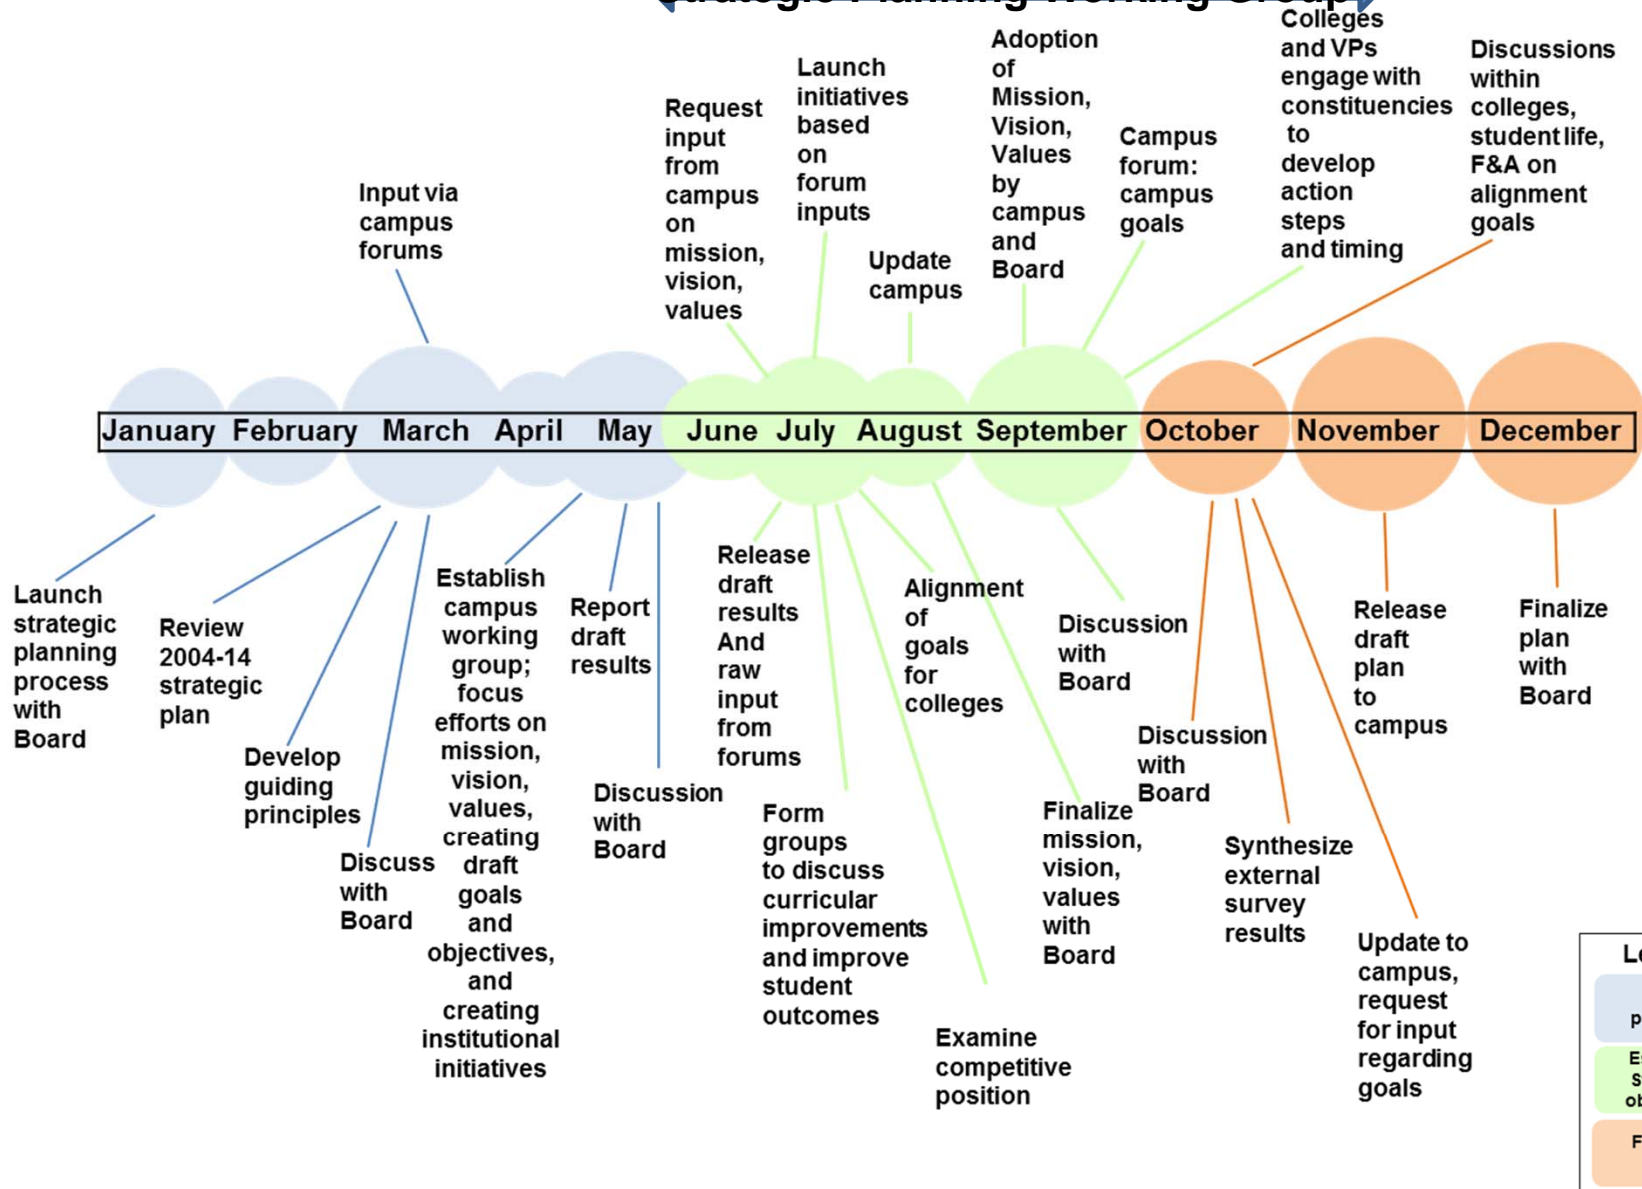 Strategic Planning Working Group
Input via
campus
forums
Request
input
from
campus
on
mission,
vision,
values
Launch
initiatives
based
on
forum
inputs
Update
campus
Adoption
of
Mission,
Vision,
Values
by
campus
and
Board
Campus
forum:
campus
goals
Colleges
and VPs
engage with
constituencies
to
develop
action
steps
and timing
Discussions
within
colleges,
student life,
F&A on
alignment
goals
January February March April May June July August September October November December
Launch
strategic
planning
process
with
Board
Review
2004-14
strategic
plan
Develop
guiding
principles
Discuss
with
Board
Establish
campus
working
group;
focus
efforts on
mission,
vision,
values,
creating
draft
goals
and
objectives,
and
creating
institutional
initiatives
Report
draft
results
Discussion
with
Board
Release
draft
results
And
raw
input
from
forums
Form
groups
to discuss
curricular
improvements
and improve
student
outcomes
Alignment
of
goals
for
colleges
Examine
competitive
position
Finalize
mission,
vision,
values
with
Board
Discussion
with
Board
Discussion
with
Board
Synthesize
external
survey
results
Update to
campus,
request
for input
regarding
goals
Release
draft
plan
to
campus
Finalize
plan
with
Board